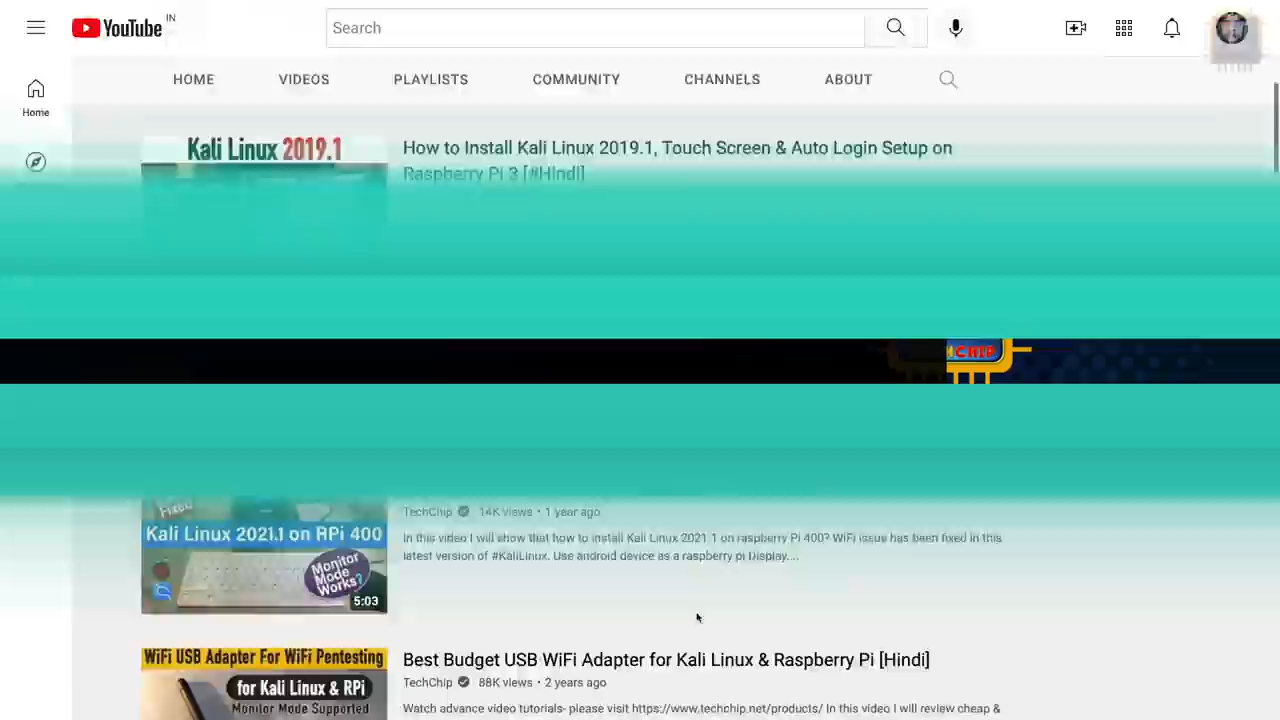 YouTube
IN
Search
HOME
VIDEOS
PLAYLISTS
COMMUNITY
CHANNELS
ABOUT
Home
Kali Linux 2019.1
How to Install Kali Linux 2019.1, Touch Screen & Auto Login Setup on
Raspberry Pi 3 [#Hindi]
CHIP
Fixed
TechChip
14K views • 1 year ago
Kali Linux 2021.1 on RPi 400
In this video I will show that how to install Kali Linux 2021 1 on raspberry Pi 400? WiFi issue has been fixed in this
latest version of #KaliLinux. Use android device as a raspberry pi Display....
Monitor
Mode
Works?
5:03
WiFi USB Adapter For WiFi Pentesting
for Kali Linux & RPi
Monitor Mode Supported
Best Budget USB WiFi Adapter for Kali Linux & Raspberry Pi [Hindi]
TechChip
88K views • 2 years ago
Watch advance video tutorials- please visit https://www.techchip.net/products/ In this video I will review cheap &